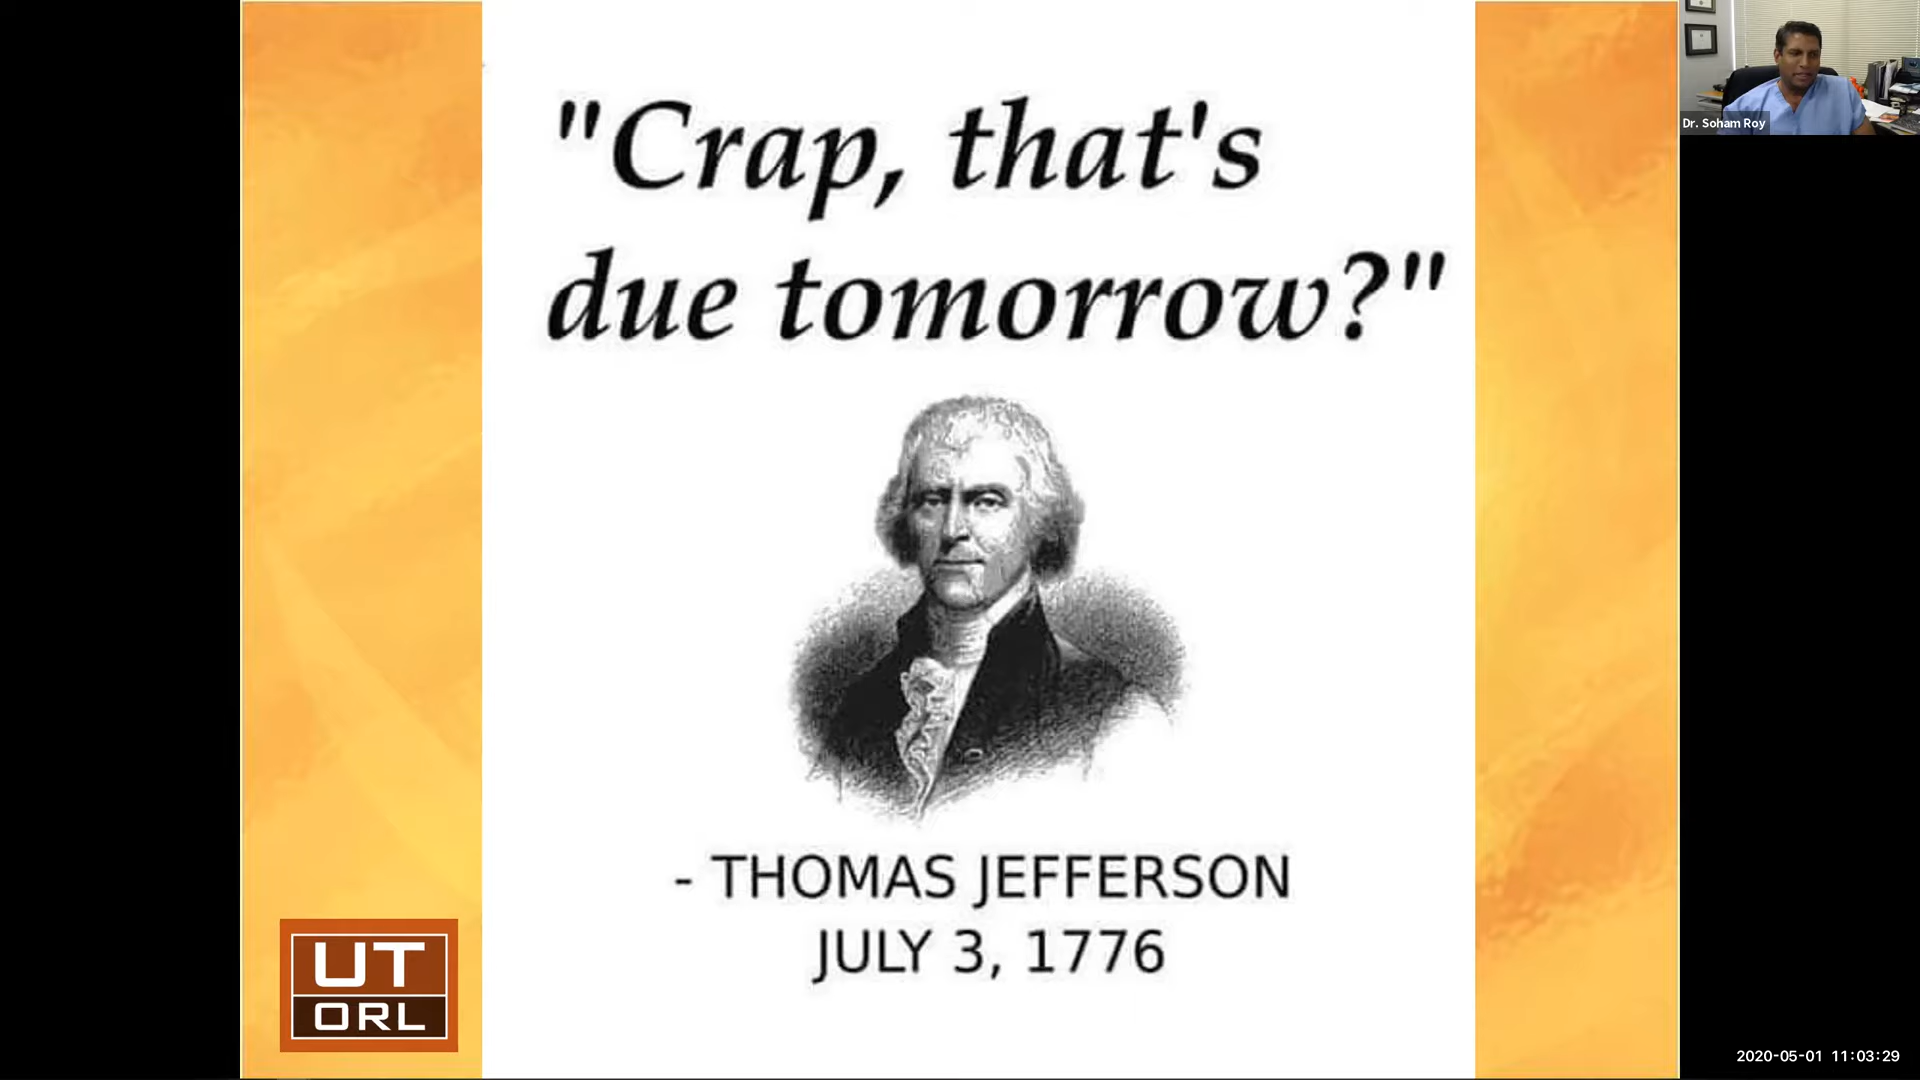 "Crap, that's
due tomorrow?"
- THOMAS JEFFERSON
JULY 3, 1776
UT
ORL
Dr. Soham Roy
2020-05-01 11:03:29